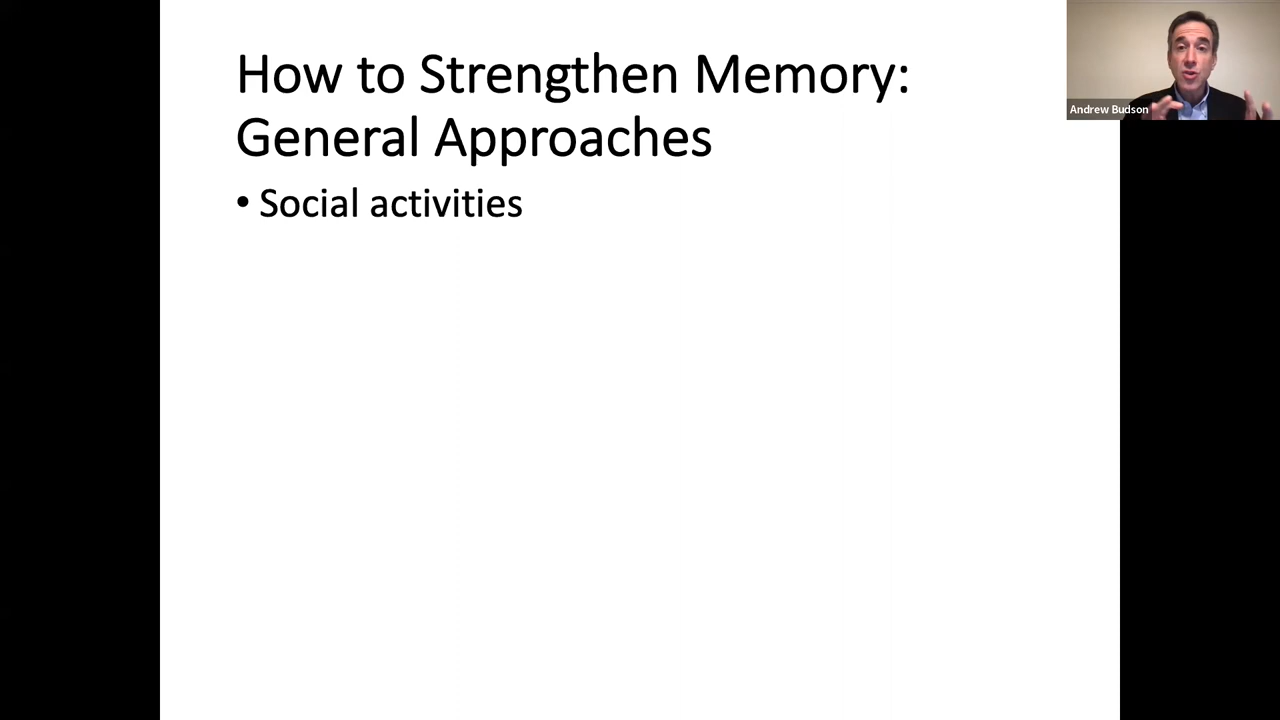 How to Strengthen Memory:
General Approaches
• Social activities
Andrew Budson